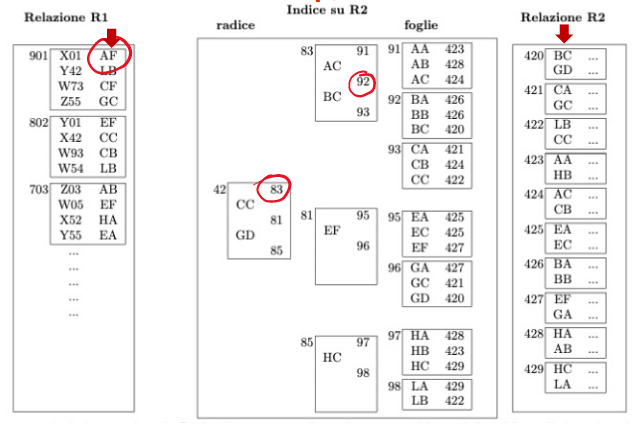 Relazione R1
901 X01 AF
Y42 LB
W73 CF
Z55 GC
802 Y01 EF
X42 CC
W93 CB
W54 LB
703 Z03 AB
W05 EF
X52 HA
Y55 EA
...
...
...
...
Indice su R2
radice
foglie
42 83
CC
81
GD
85
83 91
AC
92
BC
93
81 95
EF
96
85 97
HC
98
91 AA 423
AB 428
AC 424
92 BA 426
BB 426
BC 420
93 CA 421
CB 424
CC 422
95 EA 425
EC 425
EF 427
96 GA 427
GC 421
GD 420
97 HA 428
HB 423
HC 429
98 LA 429
LB 422
Relazione R2
420 BC ...
GD ...
421 CA ...
GC ...
422 LB ...
CC ...
423 AA ...
HB ...
424 AC ...
CB ...
425 EA ...
EC ...
426 BA ...
BB ...
427 EF ...
GA ...
428 HA ...
AB ...
429 HC ...
LA ...